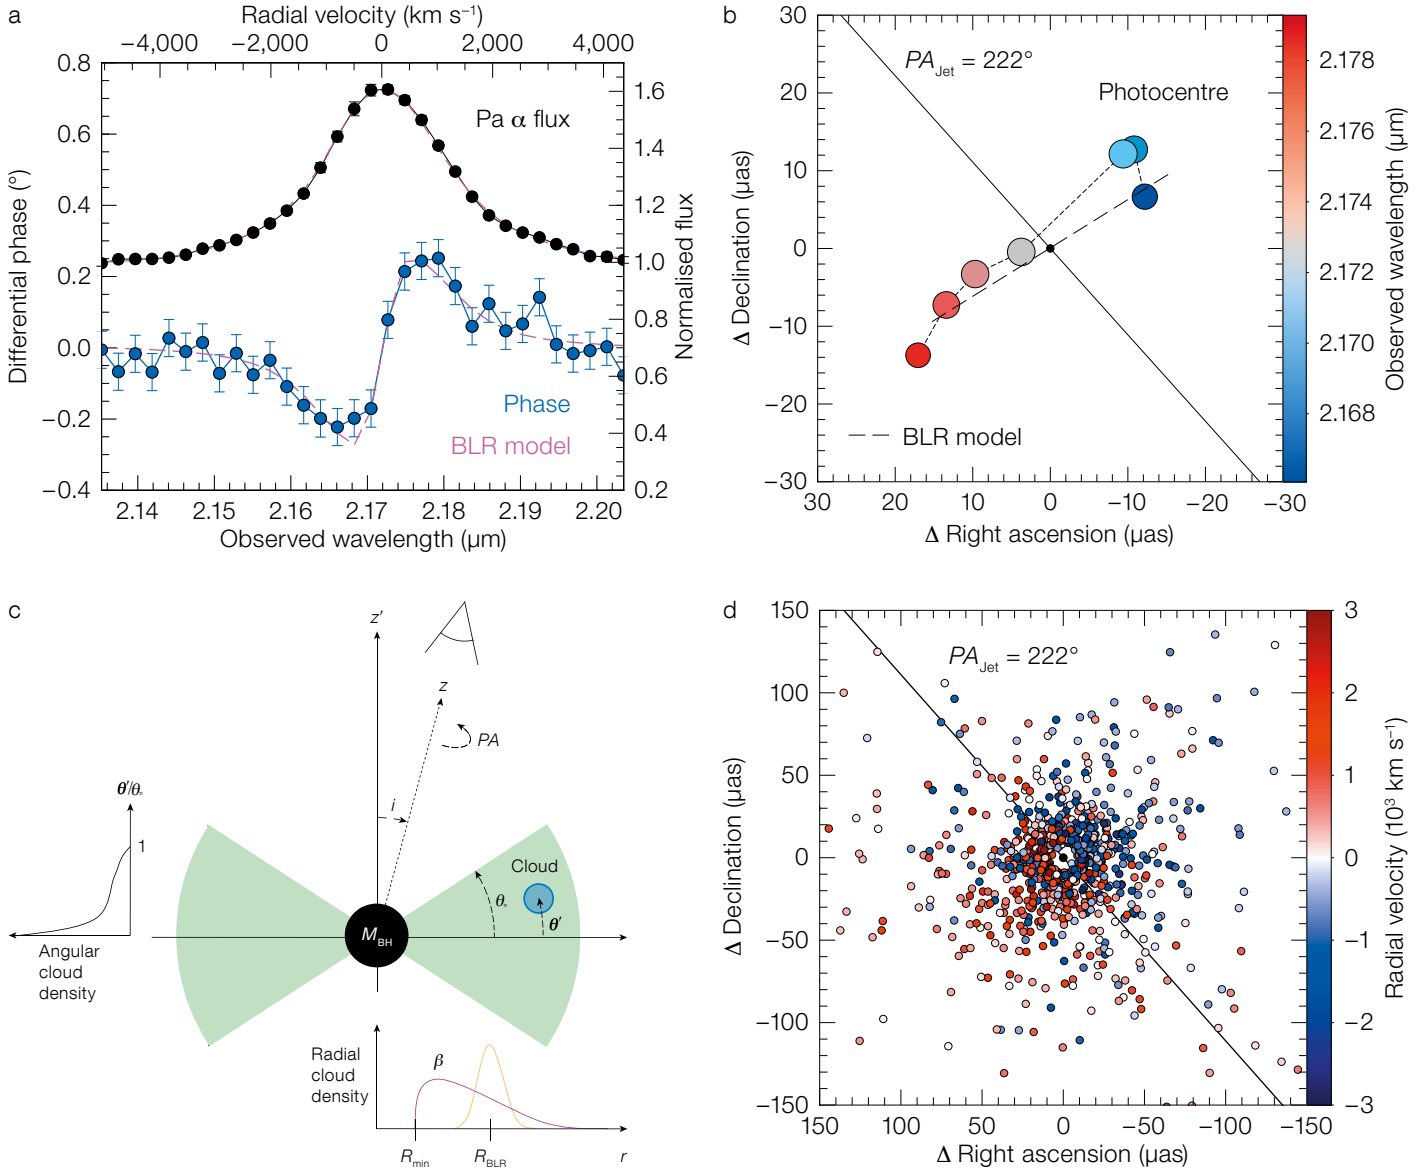 a
Radial velocity (km s⁻¹)
−4,000 −2,000 0 2,000 4,000
0.8
0.6
0.4
0.2
0.0
−0.2
−0.4
Differential phase (°)
Pa α flux
Phase
BLR model
1.6
1.4
1.2
1.0
0.8
0.6
0.4
0.2
Normalised flux
2.14 2.15 2.16 2.17 2.18 2.19 2.20
Observed wavelength (µm)
b
30
20
10
0
−10
−20
−30
Δ Declination (µas)
PA_Jet = 222°
Photocentre
BLR model
30 20 10 0 −10 −20 −30
Δ Right ascension (µas)
2.178
2.176
2.174
2.172
2.170
2.168
Observed wavelength (µm)
c
z′
z
PA
i
θ′/θ₀
1
Angular
cloud
density
Cloud
θ₀
θ′
M_BH
Radial
cloud
density
β
R_min
R_BLR
r
d
150
100
50
0
−50
−100
−150
Δ Declination (µas)
PA_Jet = 222°
150 100 50 0 −50 −100 −150
Δ Right ascension (µas)
3
2
1
0
−1
−2
−3
Radial velocity (10³ km s⁻¹)